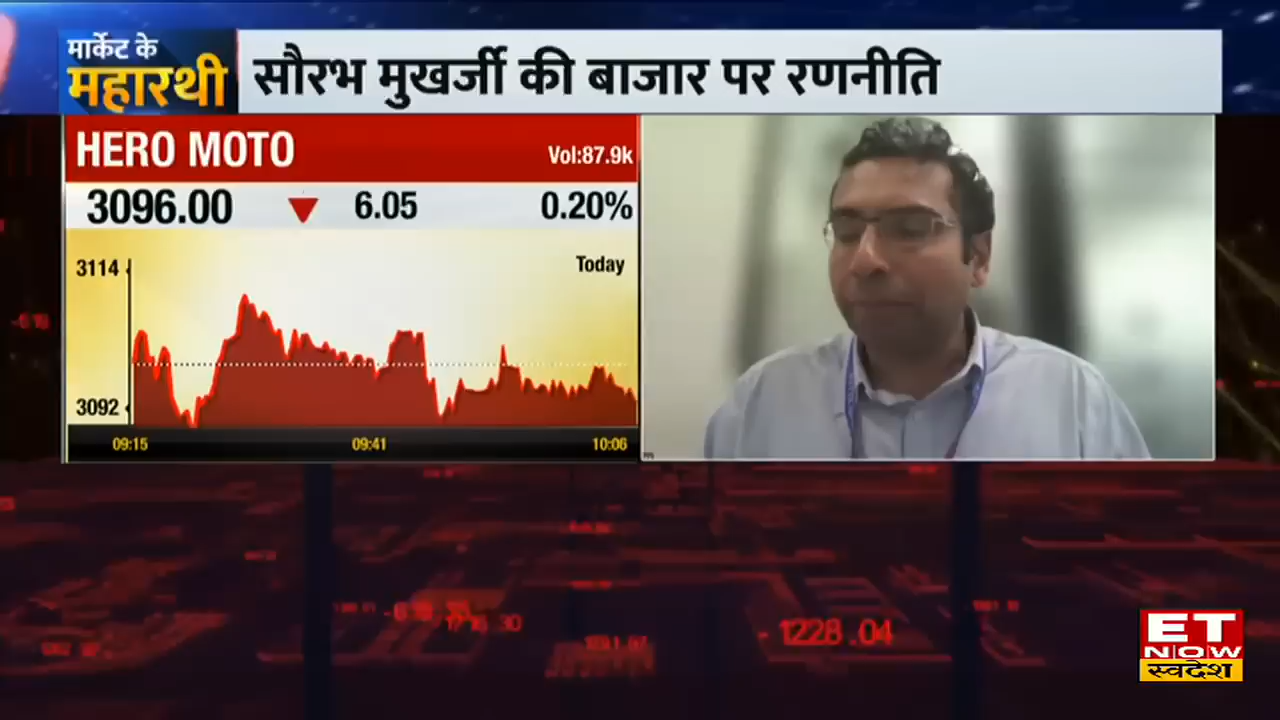 मार्केट के
महारथी
सौरभ मुखर्जी की बाजार पर रणनीति
HERO MOTO
Vol:87.9k
3096.00
6.05
0.20%
3114
Today
3092
09:15
09:41
10:06
- 1228.04
ET
NOW
स्वदेश